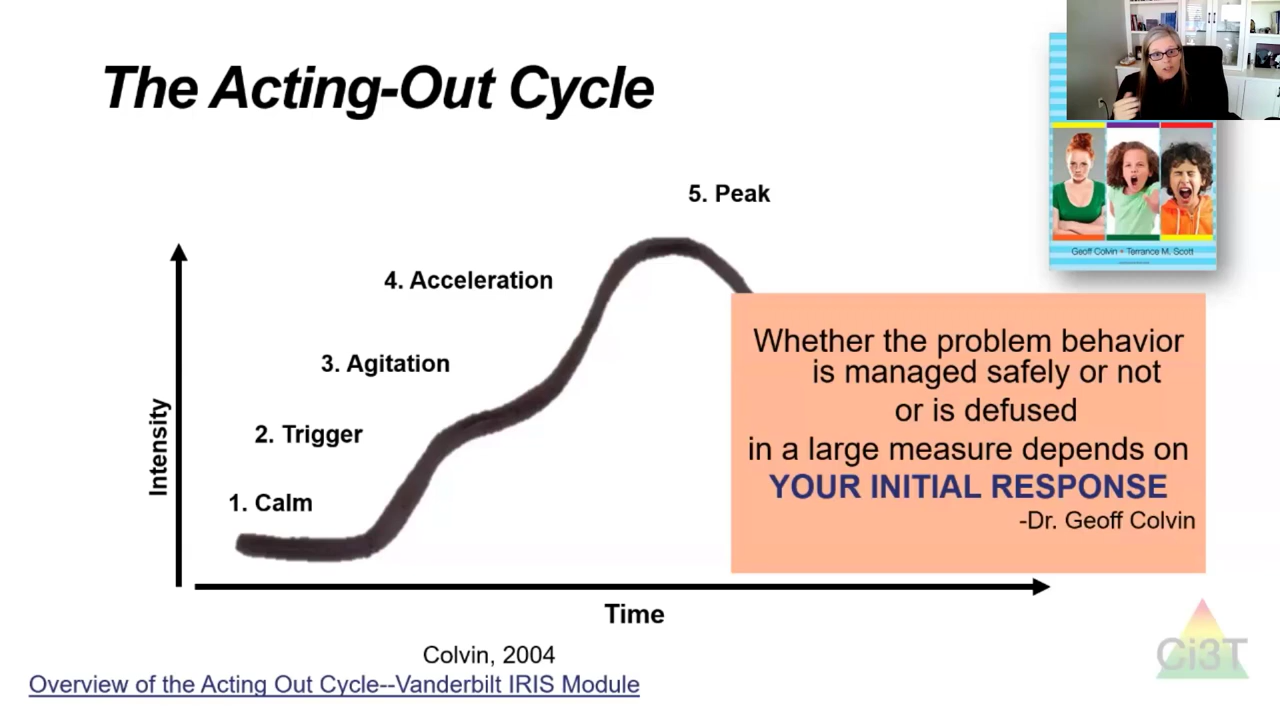 The Acting-Out Cycle
5. Peak
4. Acceleration
3. Agitation
2. Trigger
1. Calm
Intensity
Time
Whether the problem behavior
is managed safely or not
or is defused
in a large measure depends on
YOUR INITIAL RESPONSE
-Dr. Geoff Colvin
Geoff Colvin • Terrance M. Scott
Colvin, 2004
Overview of the Acting Out Cycle--Vanderbilt IRIS Module
Ci3T